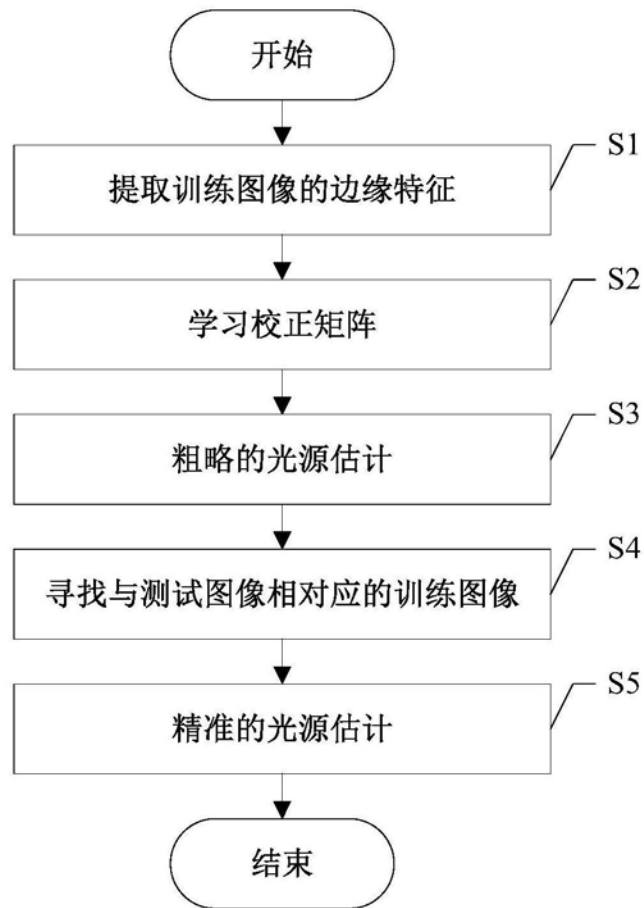 开始
S1
提取训练图像的边缘特征
S2
学习校正矩阵
S3
粗略的光源估计
S4
寻找与测试图像相对应的训练图像
S5
精准的光源估计
结束